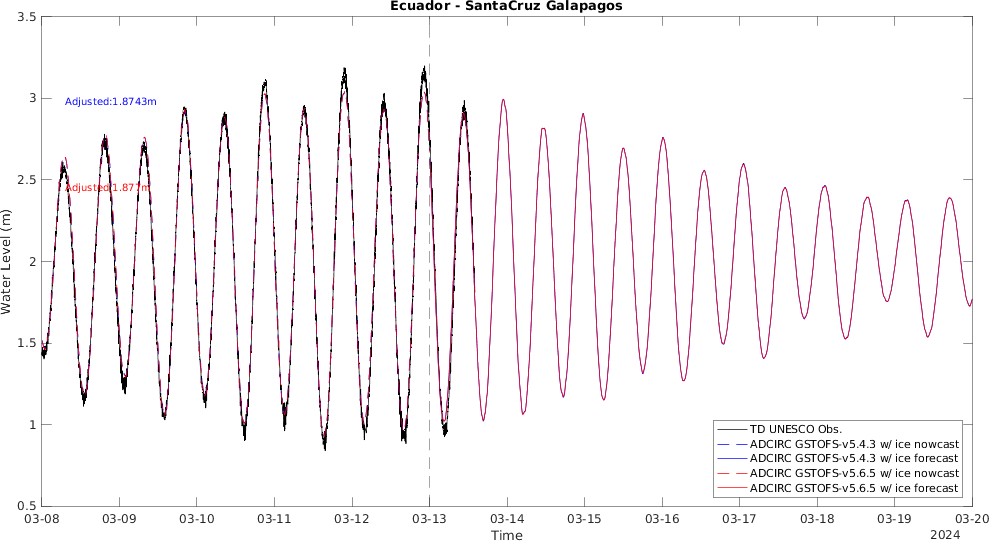 Ecuador - SantaCruz Galapagos
3.5
3
2.5
2
1.5
1
0.5
Water Level (m)
Adjusted:1.8743m
Adjusted:1.877m
TD UNESCO Obs.
ADCIRC GSTOFS-v5.4.3 w/ ice nowcast
ADCIRC GSTOFS-v5.4.3 w/ ice forecast
ADCIRC GSTOFS-v5.6.5 w/ ice nowcast
ADCIRC GSTOFS-v5.6.5 w/ ice forecast
03-08 03-09 03-10 03-11 03-12 03-13 03-14 03-15 03-16 03-17 03-18 03-19 03-20
Time
2024